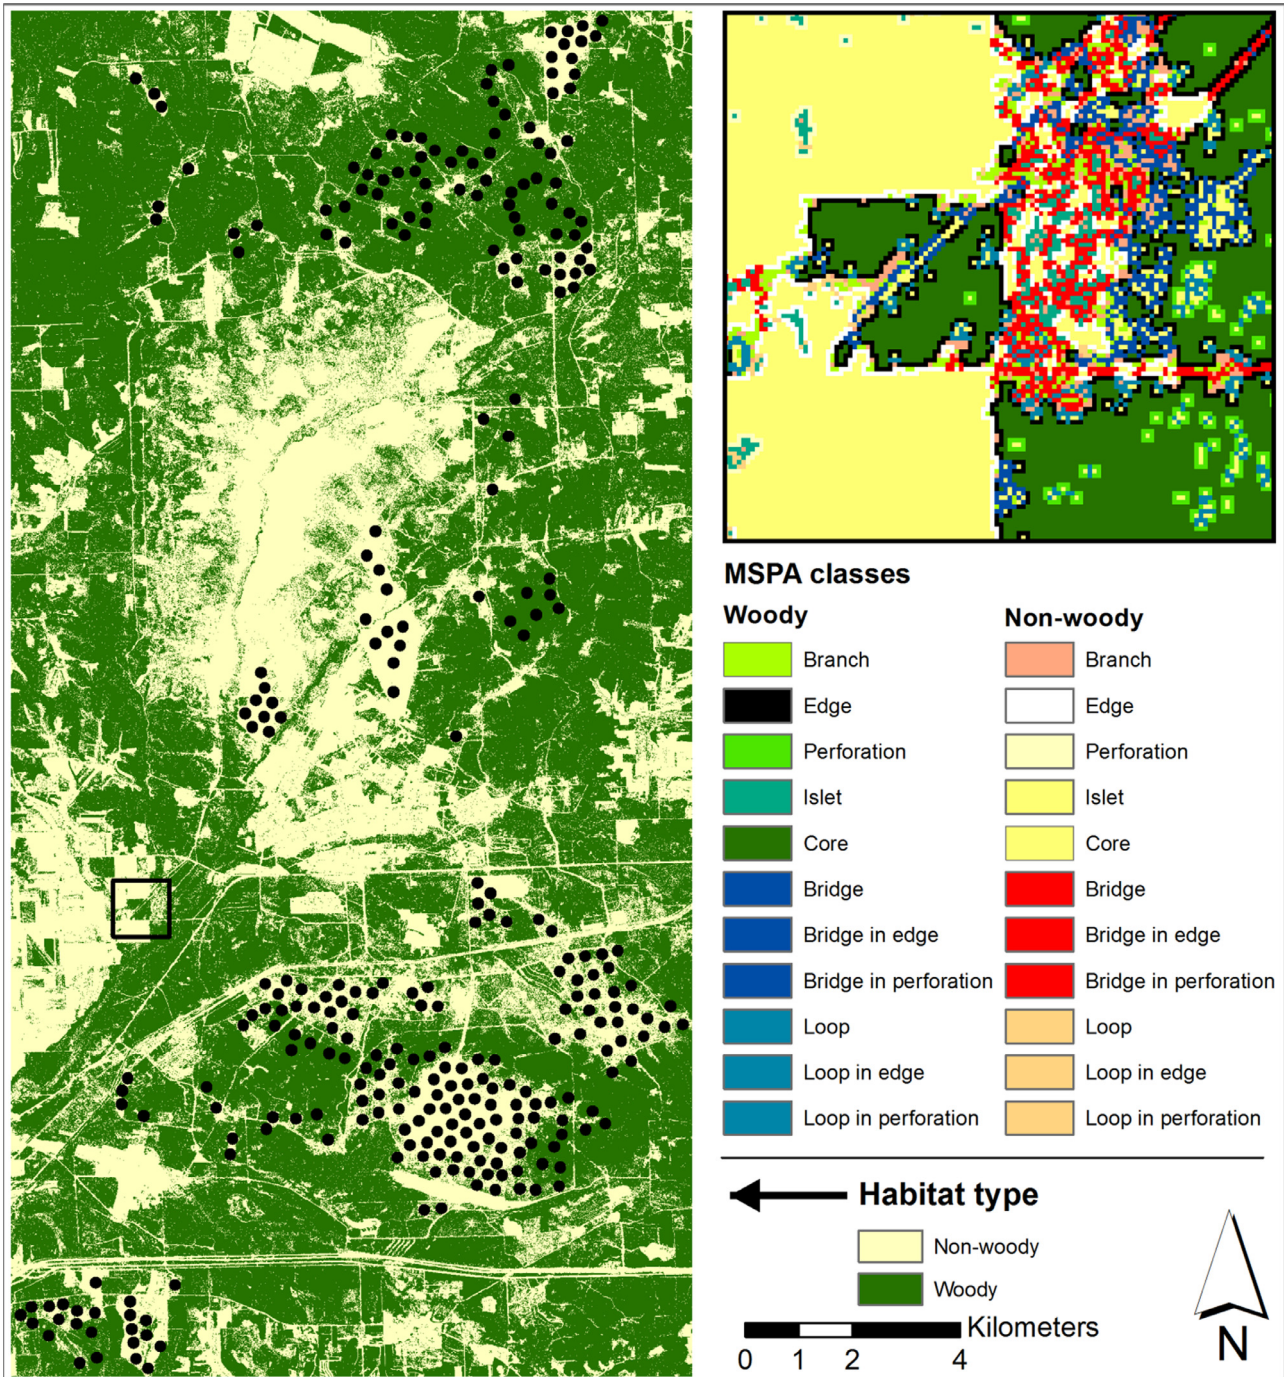 MSPA classes
Woody
Non-woody
Branch
Branch
Edge
Edge
Perforation
Perforation
Islet
Islet
Core
Core
Bridge
Bridge
Bridge in edge
Bridge in edge
Bridge in perforation
Bridge in perforation
Loop
Loop
Loop in edge
Loop in edge
Loop in perforation
Loop in perforation
Habitat type
Non-woody
Woody
Kilometers
0 1 2 4
N